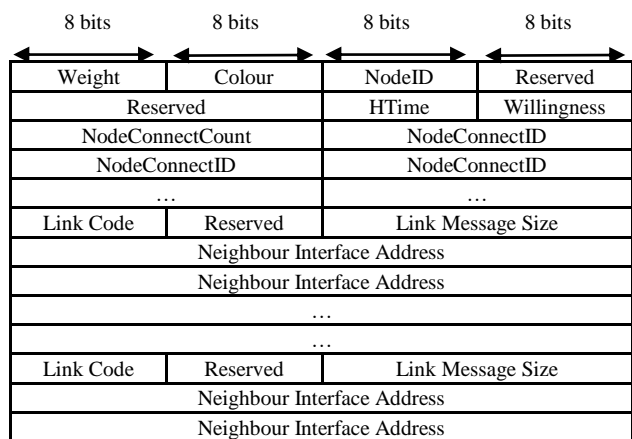 8 bits 8 bits 8 bits 8 bits
Weight Colour NodeID Reserved
Reserved HTime Willingness
NodeConnectCount NodeConnectID
NodeConnectID NodeConnectID
… …
Link Code Reserved Link Message Size
Neighbour Interface Address
Neighbour Interface Address
…
…
Link Code Reserved Link Message Size
Neighbour Interface Address
Neighbour Interface Address